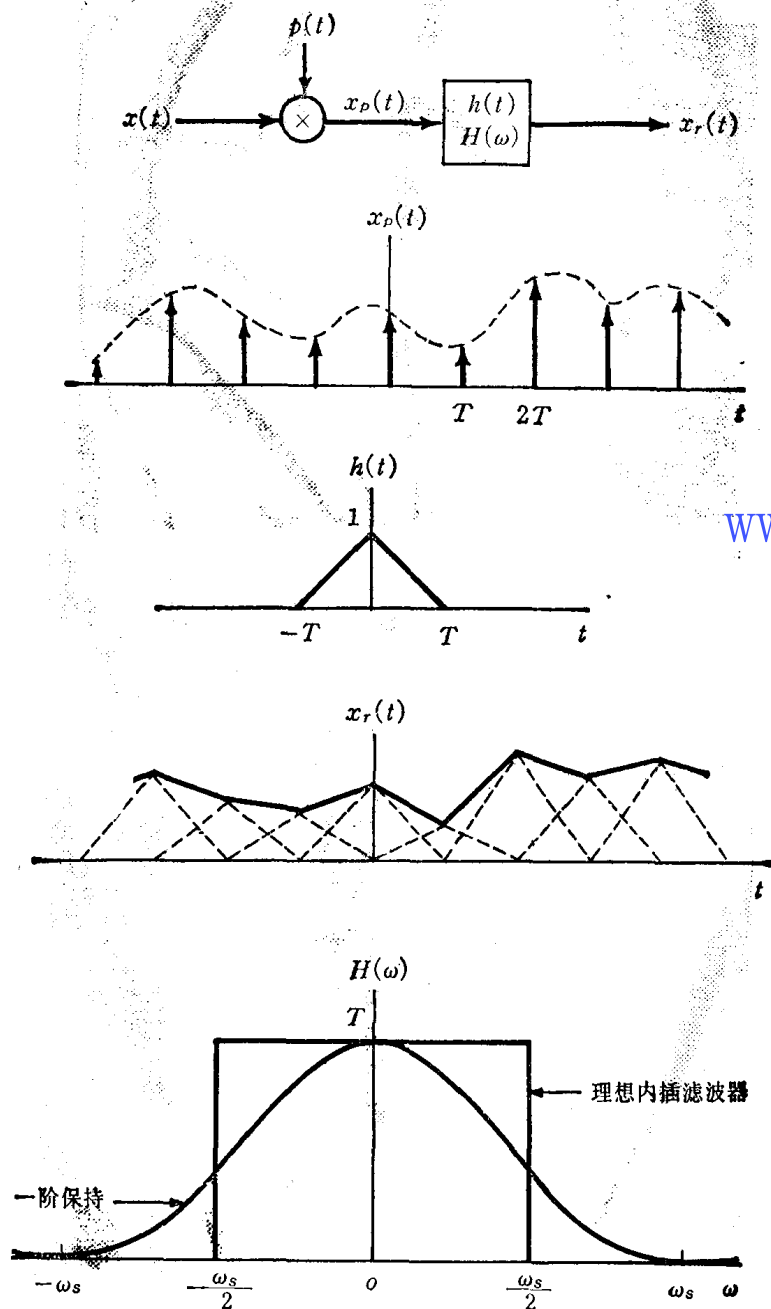 p(t)
x(t) × x_p(t) h(t) x_r(t)
H(ω)
x_p(t)
T 2T t
h(t)
1
WW
-T T t
x_r(t)
t
H(ω)
T
理想内插滤波器
一阶保持
-ω_s -ω_s/2 0 ω_s/2 ω_s ω